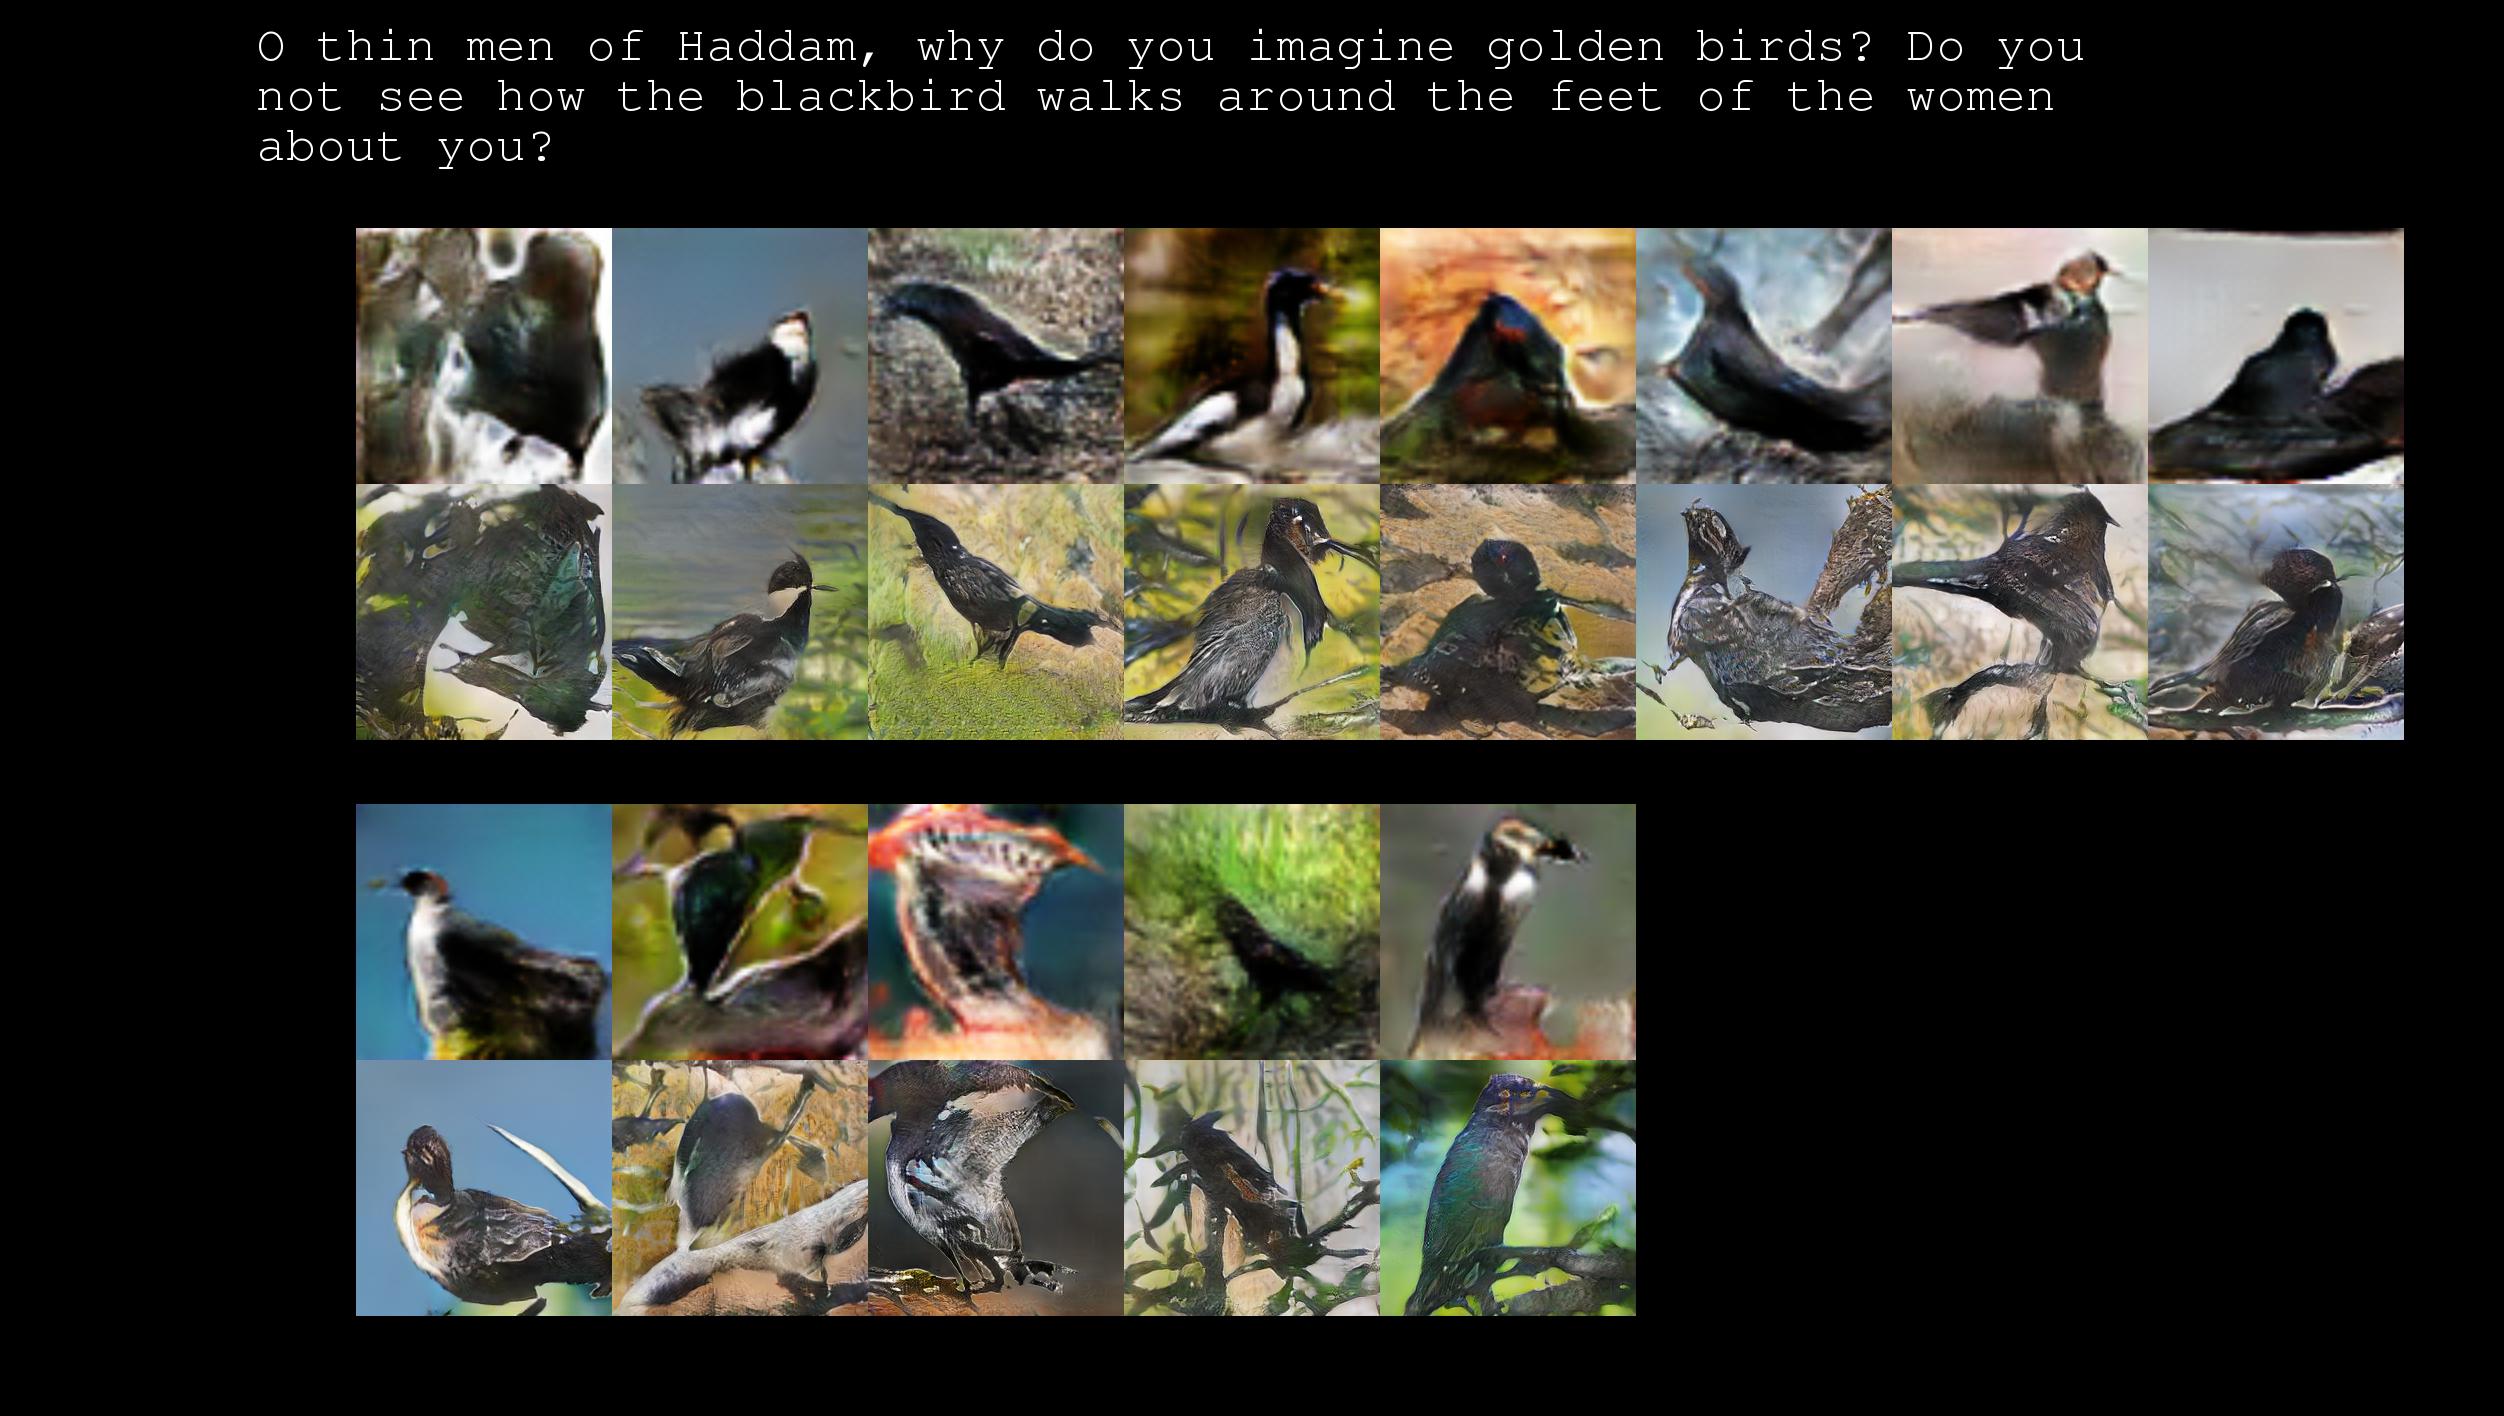 O thin men of Haddam, why do you imagine golden birds? Do you
not see how the blackbird walks around the feet of the women
about you?